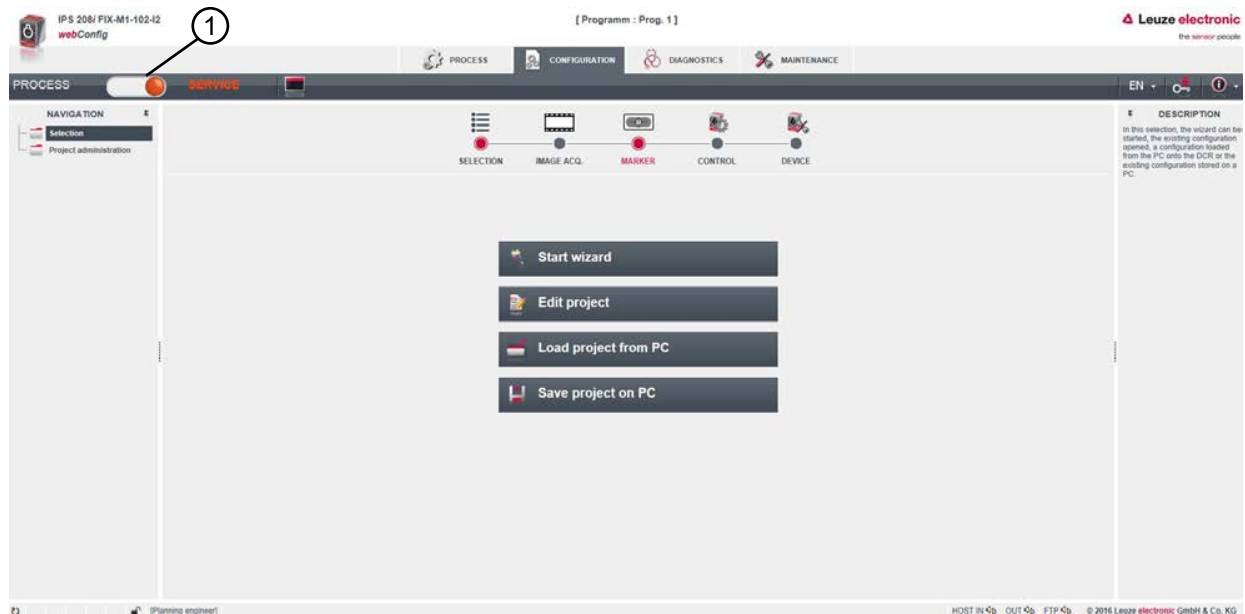 IPS 208i FIX-M1-102-I2
webConfig
1
[ Programm : Prog. 1 ]
Leuze electronic
the sensor people
PROCESS
CONFIGURATION
DIAGNOSTICS
MAINTENANCE
PROCESS
SERVICE
EN
NAVIGATION
Selection
Project administration
SELECTION
IMAGE ACQ.
MARKER
CONTROL
DEVICE
DESCRIPTION
In this selection, the wizard can be
started, the existing configuration
opened, a configuration loaded
from the PC onto the DCR or the
existing configuration stored on a
PC.
Start wizard
Edit project
Load project from PC
Save project on PC
[Planning engineer]
HOST IN OUT FTP © 2016 Leuze electronic GmbH & Co. KG